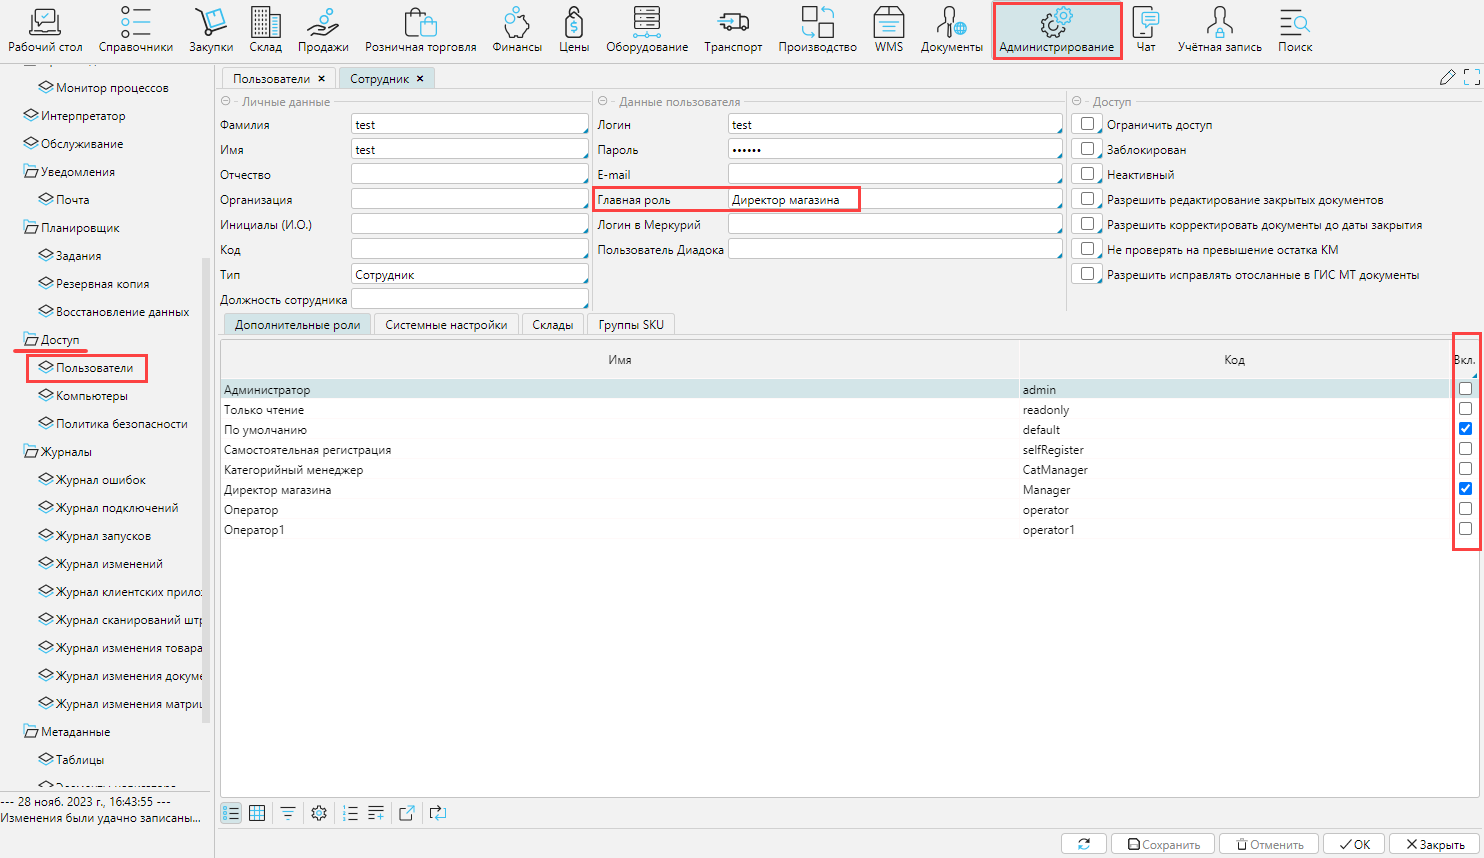 Рабочий стол
Справочники
Закупки
Склад
Продажи
Розничная торговля
Финансы
Цены
Оборудование
Транспорт
Производство
WMS
Документы
Администрирование
Чат
Учётная запись
Поиск
Монитор процессов
Интерпретатор
Обслуживание
Уведомления
Почта
Планировщик
Задания
Резервная копия
Восстановление данных
Доступ
Пользователи
Компьютеры
Политика безопасности
Журналы
Журнал ошибок
Журнал подключений
Журнал запусков
Журнал изменений
Журнал клиентских прило
Журнал сканирований штр
Журнал изменения товара
Журнал изменения докуме
Журнал изменения матриц
Метаданные
Таблицы
--- 28 нояб. 2023 г., 16:43:55 ---
Изменения были удачно записаны...
Пользователи
Сотрудник
Личные данные
Фамилия test
Имя test
Отчество
Организация
Инициалы (И.О.)
Код
Тип Сотрудник
Должность сотрудника
Данные пользователя
Логин test
Пароль ••••••
E-mail
Главная роль Директор магазина
Логин в Меркурий
Пользователь Диадока
Доступ
Ограничить доступ
Заблокирован
Неактивный
Разрешить редактирование закрытых документов
Разрешить корректировать документы до даты закрытия
Не проверять на превышение остатка КМ
Разрешить исправлять отосланные в ГИС МТ документы
Дополнительные роли
Системные настройки
Склады
Группы SKU
Имя Код Вкл.
Администратор admin
Только чтение readonly
По умолчанию default
Самостоятельная регистрация selfRegister
Категорийный менеджер CatManager
Директор магазина Manager
Оператор operator
Оператор1 operator1
Сохранить
Отменить
OK
Закрыть